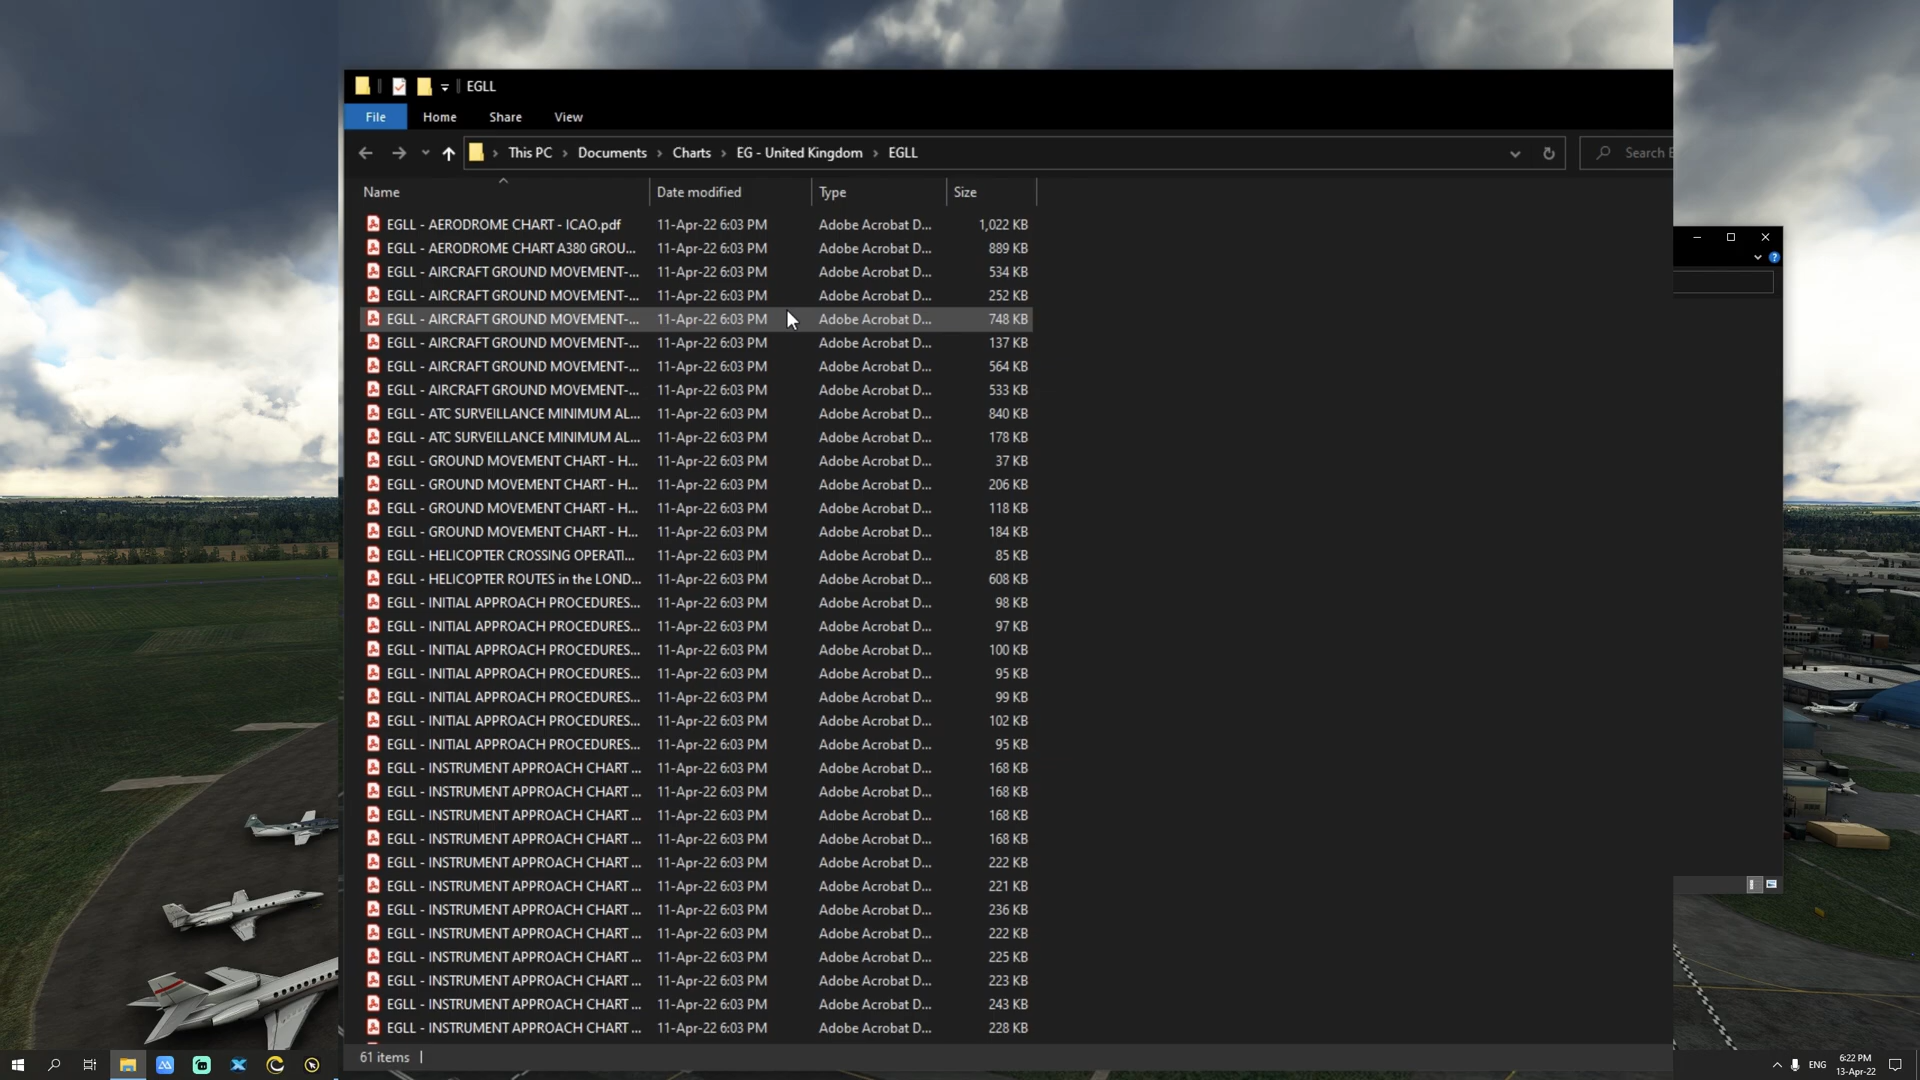 EGLL
File Home Share View
This PC > Documents > Charts > EG - United Kingdom > EGLL
Search E
Name Date modified Type Size
EGLL - AERODROME CHART - ICAO.pdf 11-Apr-22 6:03 PM Adobe Acrobat D... 1,022 KB
EGLL - AERODROME CHART A380 GROU... 11-Apr-22 6:03 PM Adobe Acrobat D... 889 KB
EGLL - AIRCRAFT GROUND MOVEMENT-... 11-Apr-22 6:03 PM Adobe Acrobat D... 534 KB
EGLL - AIRCRAFT GROUND MOVEMENT-... 11-Apr-22 6:03 PM Adobe Acrobat D... 252 KB
EGLL - AIRCRAFT GROUND MOVEMENT-... 11-Apr-22 6:03 PM Adobe Acrobat D... 748 KB
EGLL - AIRCRAFT GROUND MOVEMENT-... 11-Apr-22 6:03 PM Adobe Acrobat D... 137 KB
EGLL - AIRCRAFT GROUND MOVEMENT-... 11-Apr-22 6:03 PM Adobe Acrobat D... 564 KB
EGLL - AIRCRAFT GROUND MOVEMENT-... 11-Apr-22 6:03 PM Adobe Acrobat D... 533 KB
EGLL - ATC SURVEILLANCE MINIMUM AL... 11-Apr-22 6:03 PM Adobe Acrobat D... 840 KB
EGLL - ATC SURVEILLANCE MINIMUM AL... 11-Apr-22 6:03 PM Adobe Acrobat D... 178 KB
EGLL - GROUND MOVEMENT CHART - H... 11-Apr-22 6:03 PM Adobe Acrobat D... 37 KB
EGLL - GROUND MOVEMENT CHART - H... 11-Apr-22 6:03 PM Adobe Acrobat D... 206 KB
EGLL - GROUND MOVEMENT CHART - H... 11-Apr-22 6:03 PM Adobe Acrobat D... 118 KB
EGLL - GROUND MOVEMENT CHART - H... 11-Apr-22 6:03 PM Adobe Acrobat D... 184 KB
EGLL - HELICOPTER CROSSING OPERATI... 11-Apr-22 6:03 PM Adobe Acrobat D... 85 KB
EGLL - HELICOPTER ROUTES in the LOND... 11-Apr-22 6:03 PM Adobe Acrobat D... 608 KB
EGLL - INITIAL APPROACH PROCEDURES... 11-Apr-22 6:03 PM Adobe Acrobat D... 98 KB
EGLL - INITIAL APPROACH PROCEDURES... 11-Apr-22 6:03 PM Adobe Acrobat D... 97 KB
EGLL - INITIAL APPROACH PROCEDURES... 11-Apr-22 6:03 PM Adobe Acrobat D... 100 KB
EGLL - INITIAL APPROACH PROCEDURES... 11-Apr-22 6:03 PM Adobe Acrobat D... 95 KB
EGLL - INITIAL APPROACH PROCEDURES... 11-Apr-22 6:03 PM Adobe Acrobat D... 99 KB
EGLL - INITIAL APPROACH PROCEDURES... 11-Apr-22 6:03 PM Adobe Acrobat D... 102 KB
EGLL - INITIAL APPROACH PROCEDURES... 11-Apr-22 6:03 PM Adobe Acrobat D... 95 KB
EGLL - INSTRUMENT APPROACH CHART ... 11-Apr-22 6:03 PM Adobe Acrobat D... 168 KB
EGLL - INSTRUMENT APPROACH CHART ... 11-Apr-22 6:03 PM Adobe Acrobat D... 168 KB
EGLL - INSTRUMENT APPROACH CHART ... 11-Apr-22 6:03 PM Adobe Acrobat D... 168 KB
EGLL - INSTRUMENT APPROACH CHART ... 11-Apr-22 6:03 PM Adobe Acrobat D... 168 KB
EGLL - INSTRUMENT APPROACH CHART ... 11-Apr-22 6:03 PM Adobe Acrobat D... 222 KB
EGLL - INSTRUMENT APPROACH CHART ... 11-Apr-22 6:03 PM Adobe Acrobat D... 221 KB
EGLL - INSTRUMENT APPROACH CHART ... 11-Apr-22 6:03 PM Adobe Acrobat D... 236 KB
EGLL - INSTRUMENT APPROACH CHART ... 11-Apr-22 6:03 PM Adobe Acrobat D... 222 KB
EGLL - INSTRUMENT APPROACH CHART ... 11-Apr-22 6:03 PM Adobe Acrobat D... 225 KB
EGLL - INSTRUMENT APPROACH CHART ... 11-Apr-22 6:03 PM Adobe Acrobat D... 223 KB
EGLL - INSTRUMENT APPROACH CHART ... 11-Apr-22 6:03 PM Adobe Acrobat D... 243 KB
EGLL - INSTRUMENT APPROACH CHART ... 11-Apr-22 6:03 PM Adobe Acrobat D... 228 KB
61 items
ENG
6:22 PM
13-Apr-22